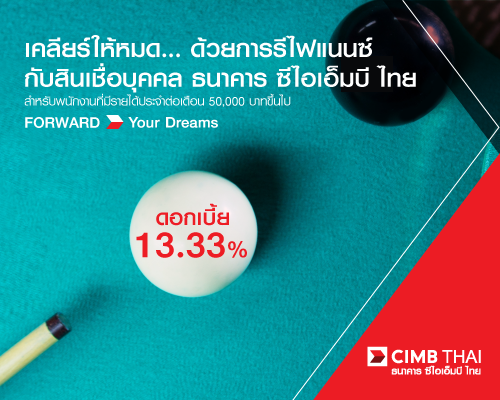 เคลียร์ให้หมด... ด้วยการรีไฟแนนซ์
กับสินเชื่อบุคคล ธนาคาร ซีไอเอ็มบี ไทย
สำหรับพนักงานที่มีรายได้ประจำต่อเดือน 50,000 บาทขึ้นไป
FORWARD Your Dreams
ดอกเบี้ย
13.33%
CIMB THAI
ธนาคาร ซีไอเอ็มบี ไทย